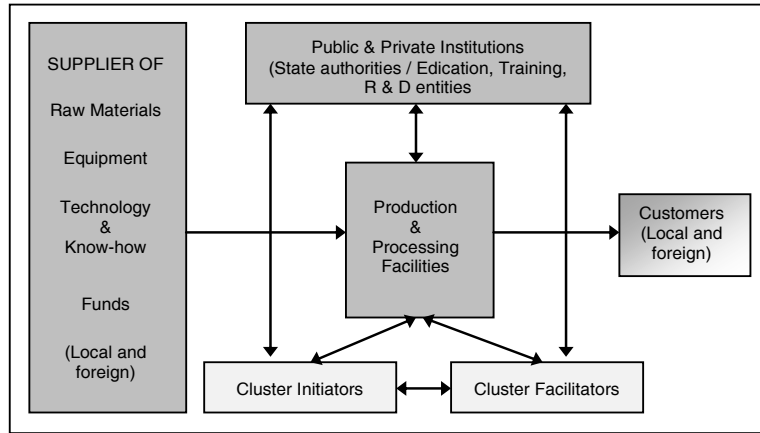 SUPPLIER OF
Raw Materials
Equipment
Technology
&
Know-how
Funds
(Local and
foreign)
Public & Private Institutions
(State authorities / Edication, Training,
R & D entities
Production
&
Processing
Facilities
Customers
(Local and
foreign)
Cluster Initiators
Cluster Facilitators